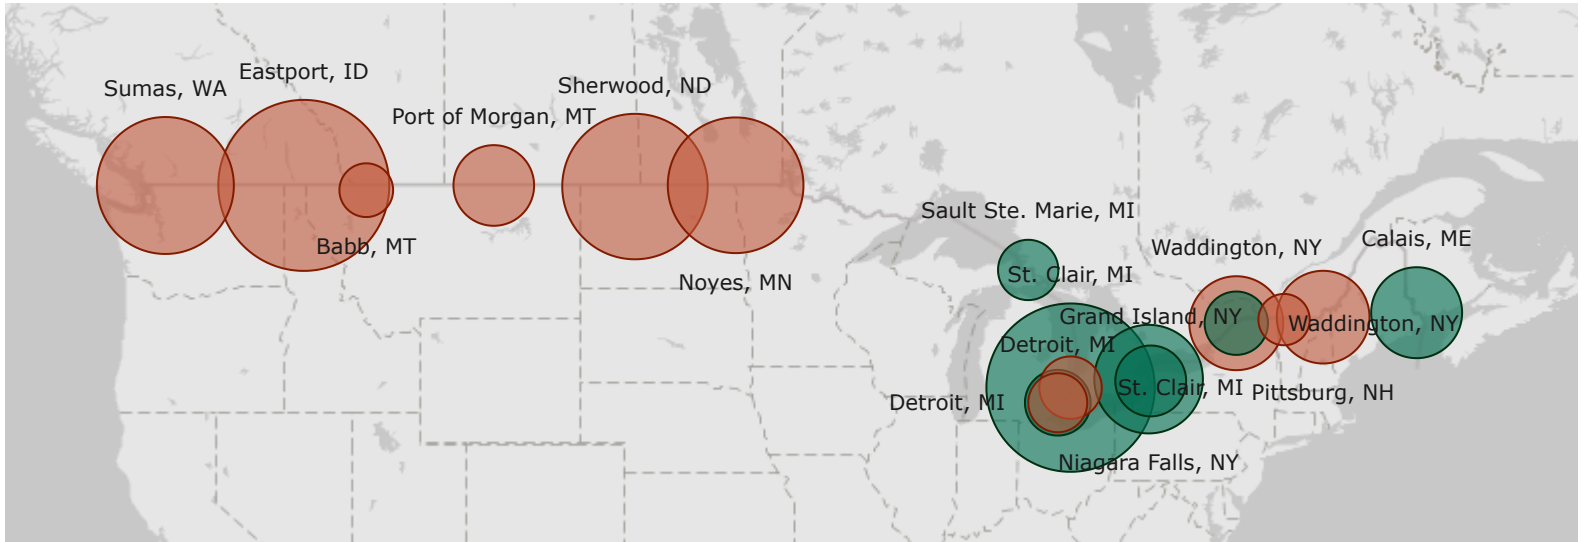 Eastport, ID
Sumas, WA
Sherwood, ND
Port of Morgan, MT
Babb, MT
Noyes, MN
Sault Ste. Marie, MI
Waddington, NY
Calais, ME
St. Clair, MI
Grand Island, NY
Waddington, NY
Detroit, MI
St. Clair, MI
Pittsburg, NH
Detroit, MI
Niagara Falls, NY